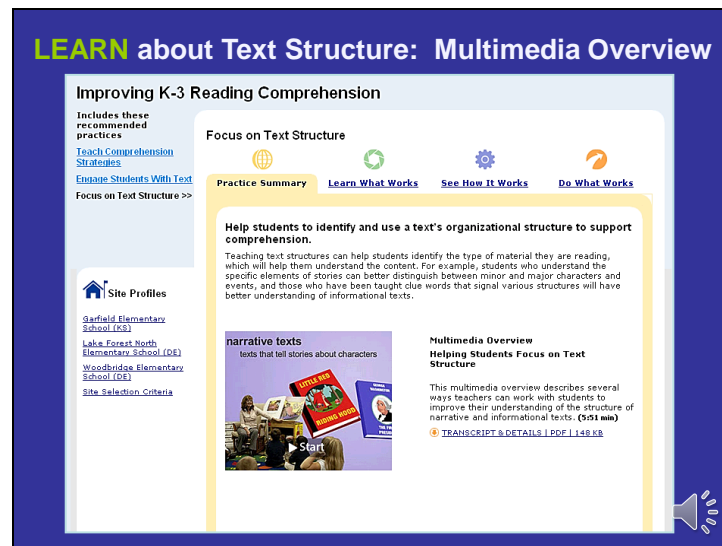 LEARN about Text Structure: Multimedia Overview
Improving K-3 Reading Comprehension
Includes these
recommended
practices
Teach Comprehension
Strategies
Engage Students With Text
Focus on Text Structure >>
Focus on Text Structure
Practice Summary
Learn What Works
See How It Works
Do What Works
Help students to identify and use a text's organizational structure to support
comprehension.
Teaching text structures can help students identify the type of material they are reading,
which will help them understand the content. For example, students who understand the
specific elements of stories can better distinguish between minor and major characters and
events, and those who have been taught clue words that signal various structures will have
better understanding of informational texts.
Site Profiles
Garfield Elementary
School (KS)
Lake Forest North
Elementary School (DE)
Woodbridge Elementary
School (DE)
Site Selection Criteria
narrative texts
texts that tell stories about characters
LITTLE RED
RIDING HOOD
GEORGE
WASHINGTON
THE FIRST
PRESIDENT
Start
Multimedia Overview
Helping Students Focus on Text
Structure
This multimedia overview describes several
ways teachers can work with students to
improve their understanding of the structure of
narrative and informational texts. (5:51 min)
TRANSCRIPT & DETAILS | PDF | 148 KB